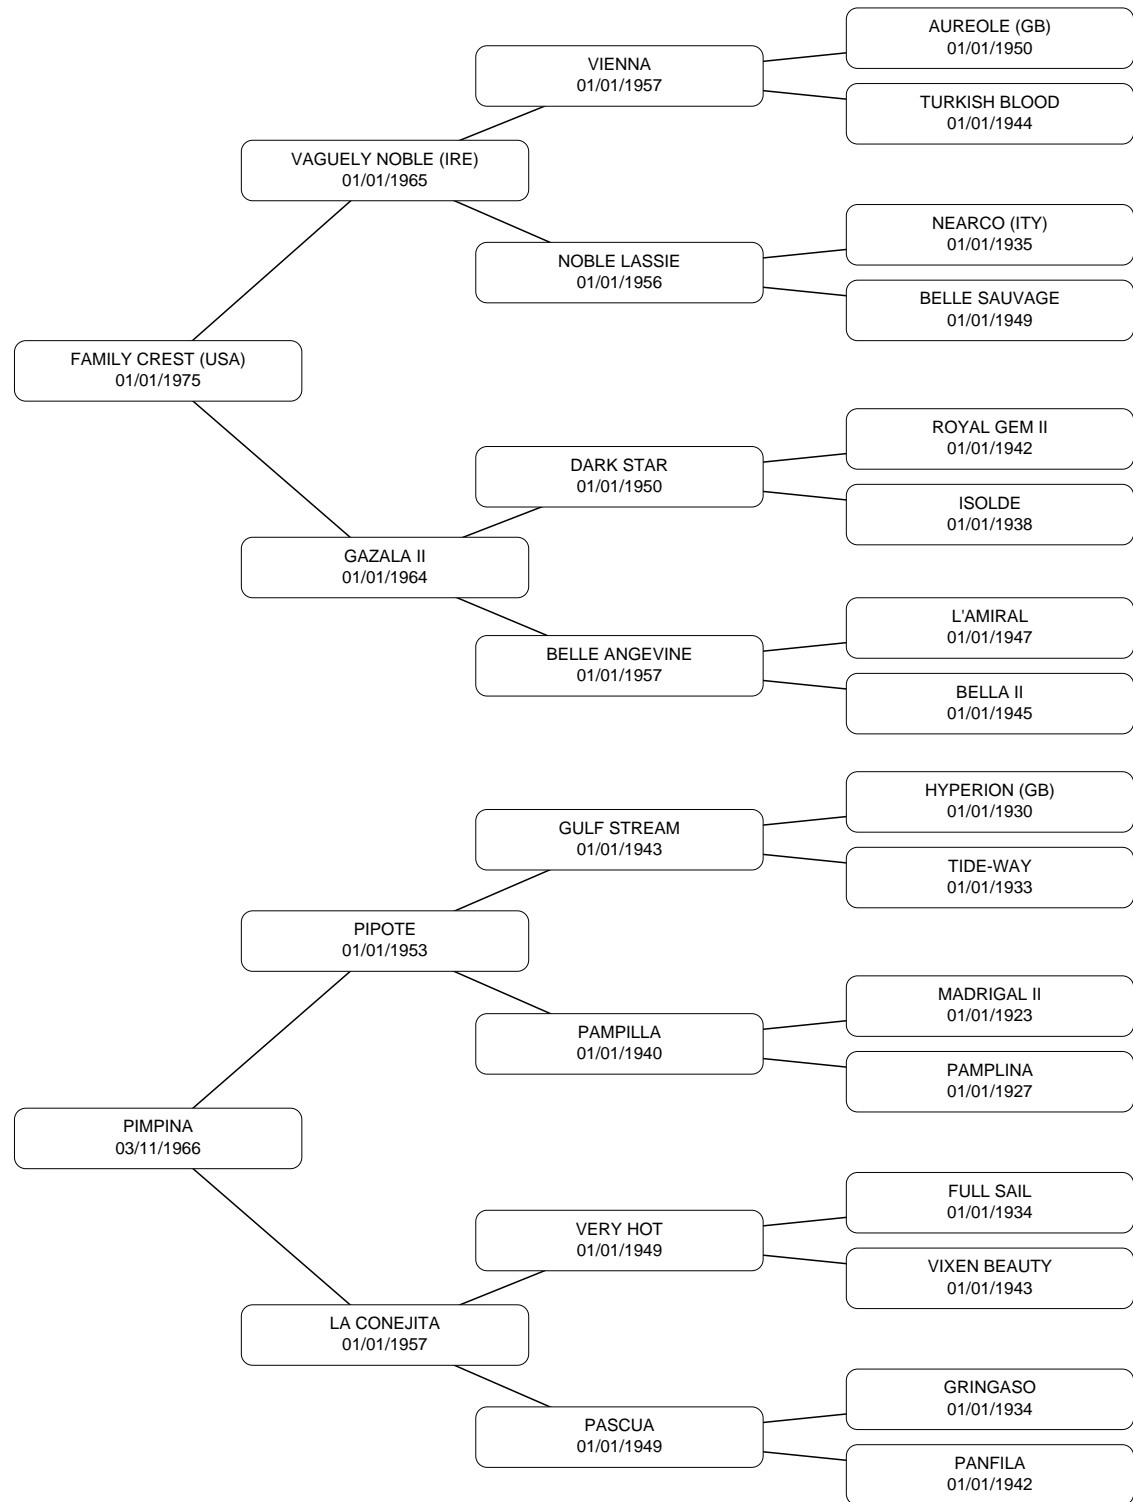 AUREOLE (GB)
01/01/1950
VIENNA
01/01/1957
TURKISH BLOOD
01/01/1944
VAGUELY NOBLE (IRE)
01/01/1965
NEARCO (ITY)
01/01/1935
NOBLE LASSIE
01/01/1956
BELLE SAUVAGE
01/01/1949
FAMILY CREST (USA)
01/01/1975
ROYAL GEM II
01/01/1942
DARK STAR
01/01/1950
ISOLDE
01/01/1938
GAZALA II
01/01/1964
L'AMIRAL
01/01/1947
BELLE ANGEVINE
01/01/1957
BELLA II
01/01/1945
HYPERION (GB)
01/01/1930
GULF STREAM
01/01/1943
TIDE-WAY
01/01/1933
PIPOTE
01/01/1953
MADRIGAL II
01/01/1923
PAMPILLA
01/01/1940
PAMPLINA
01/01/1927
PIMPINA
03/11/1966
FULL SAIL
01/01/1934
VERY HOT
01/01/1949
VIXEN BEAUTY
01/01/1943
LA CONEJITA
01/01/1957
GRINGASO
01/01/1934
PASCUA
01/01/1949
PANFILA
01/01/1942